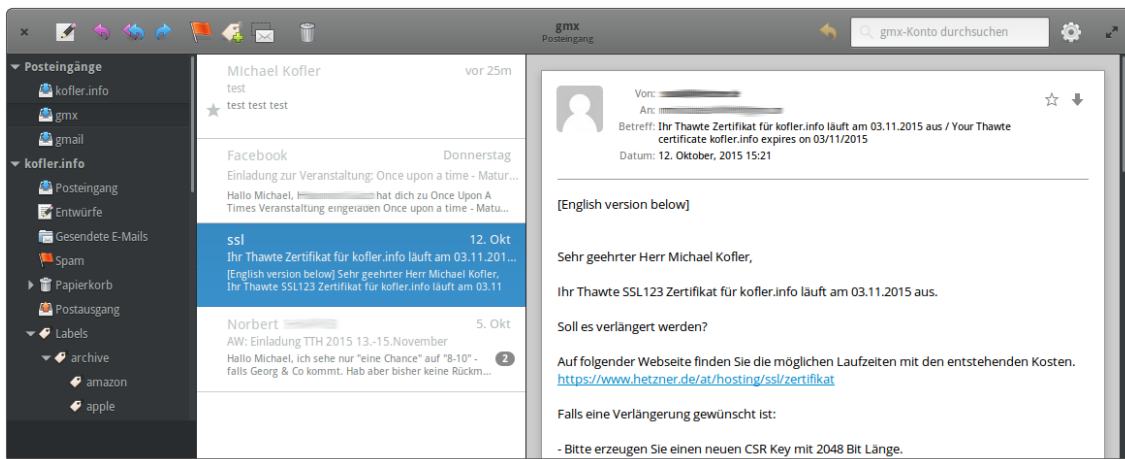 gmx
Posteingang
gmx-Konto durchsuchen
Posteingänge
kofler.info
gmx
gmail
kofler.info
Posteingang
Entwürfe
Gesendete E-Mails
Spam
Papierkorb
Postausgang
Labels
archive
amazon
apple
Michael Kofler vor 25m
test
test test test
Facebook Donnerstag
Einladung zur Veranstaltung: Once upon a time - Matur...
Hallo Michael, hat dich zu Once Upon A
Times Veranstaltung eingeladen Once upon a time - Matu...
ssl 12. Okt
Ihr Thawte Zertifikat für kofler.info läuft am 03.11.201...
[English version below] Sehr geehrter Herr Michael Kofler,
Ihr Thawte SSL123 Zertifikat für kofler.info läuft am 03.11
Norbert 5. Okt
AW: Einladung TTH 2015 13.-15.November
Hallo Michael, ich sehe nur "eine Chance" auf "8-10" - 2
falls Georg & Co kommt. Hab aber bisher keine Rückm...
Von:
An:
Betreff: Ihr Thawte Zertifikat für kofler.info läuft am 03.11.2015 aus / Your Thawte
certificate kofler.info expires on 03/11/2015
Datum: 12. Oktober, 2015 15:21
[English version below]
Sehr geehrter Herr Michael Kofler,
Ihr Thawte SSL123 Zertifikat für kofler.info läuft am 03.11.2015 aus.
Soll es verlängert werden?
Auf folgender Webseite finden Sie die möglichen Laufzeiten mit den entstehenden Kosten.
https://www.hetzner.de/at/hosting/ssl/zertifikat
Falls eine Verlängerung gewünscht ist:
- Bitte erzeugen Sie einen neuen CSR Key mit 2048 Bit Länge.